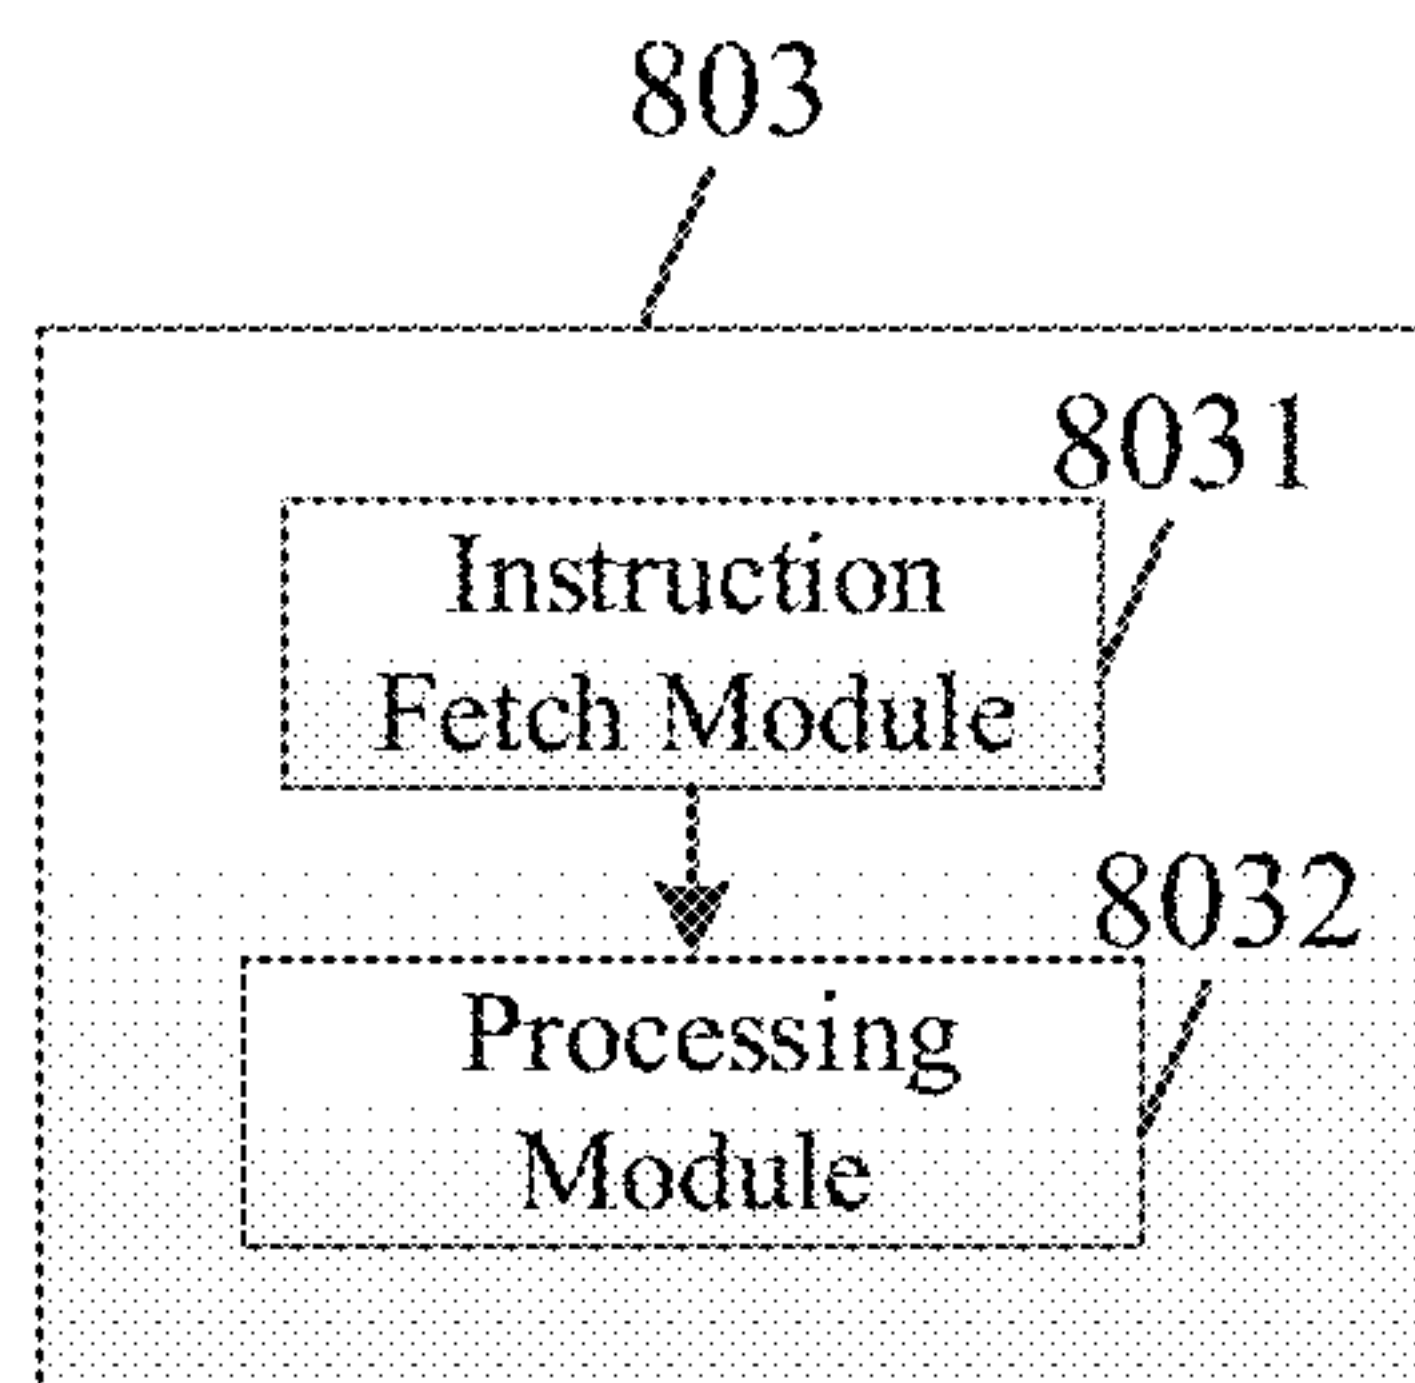 803
8031
Instruction
Fetch Module
8032
Processing
Module